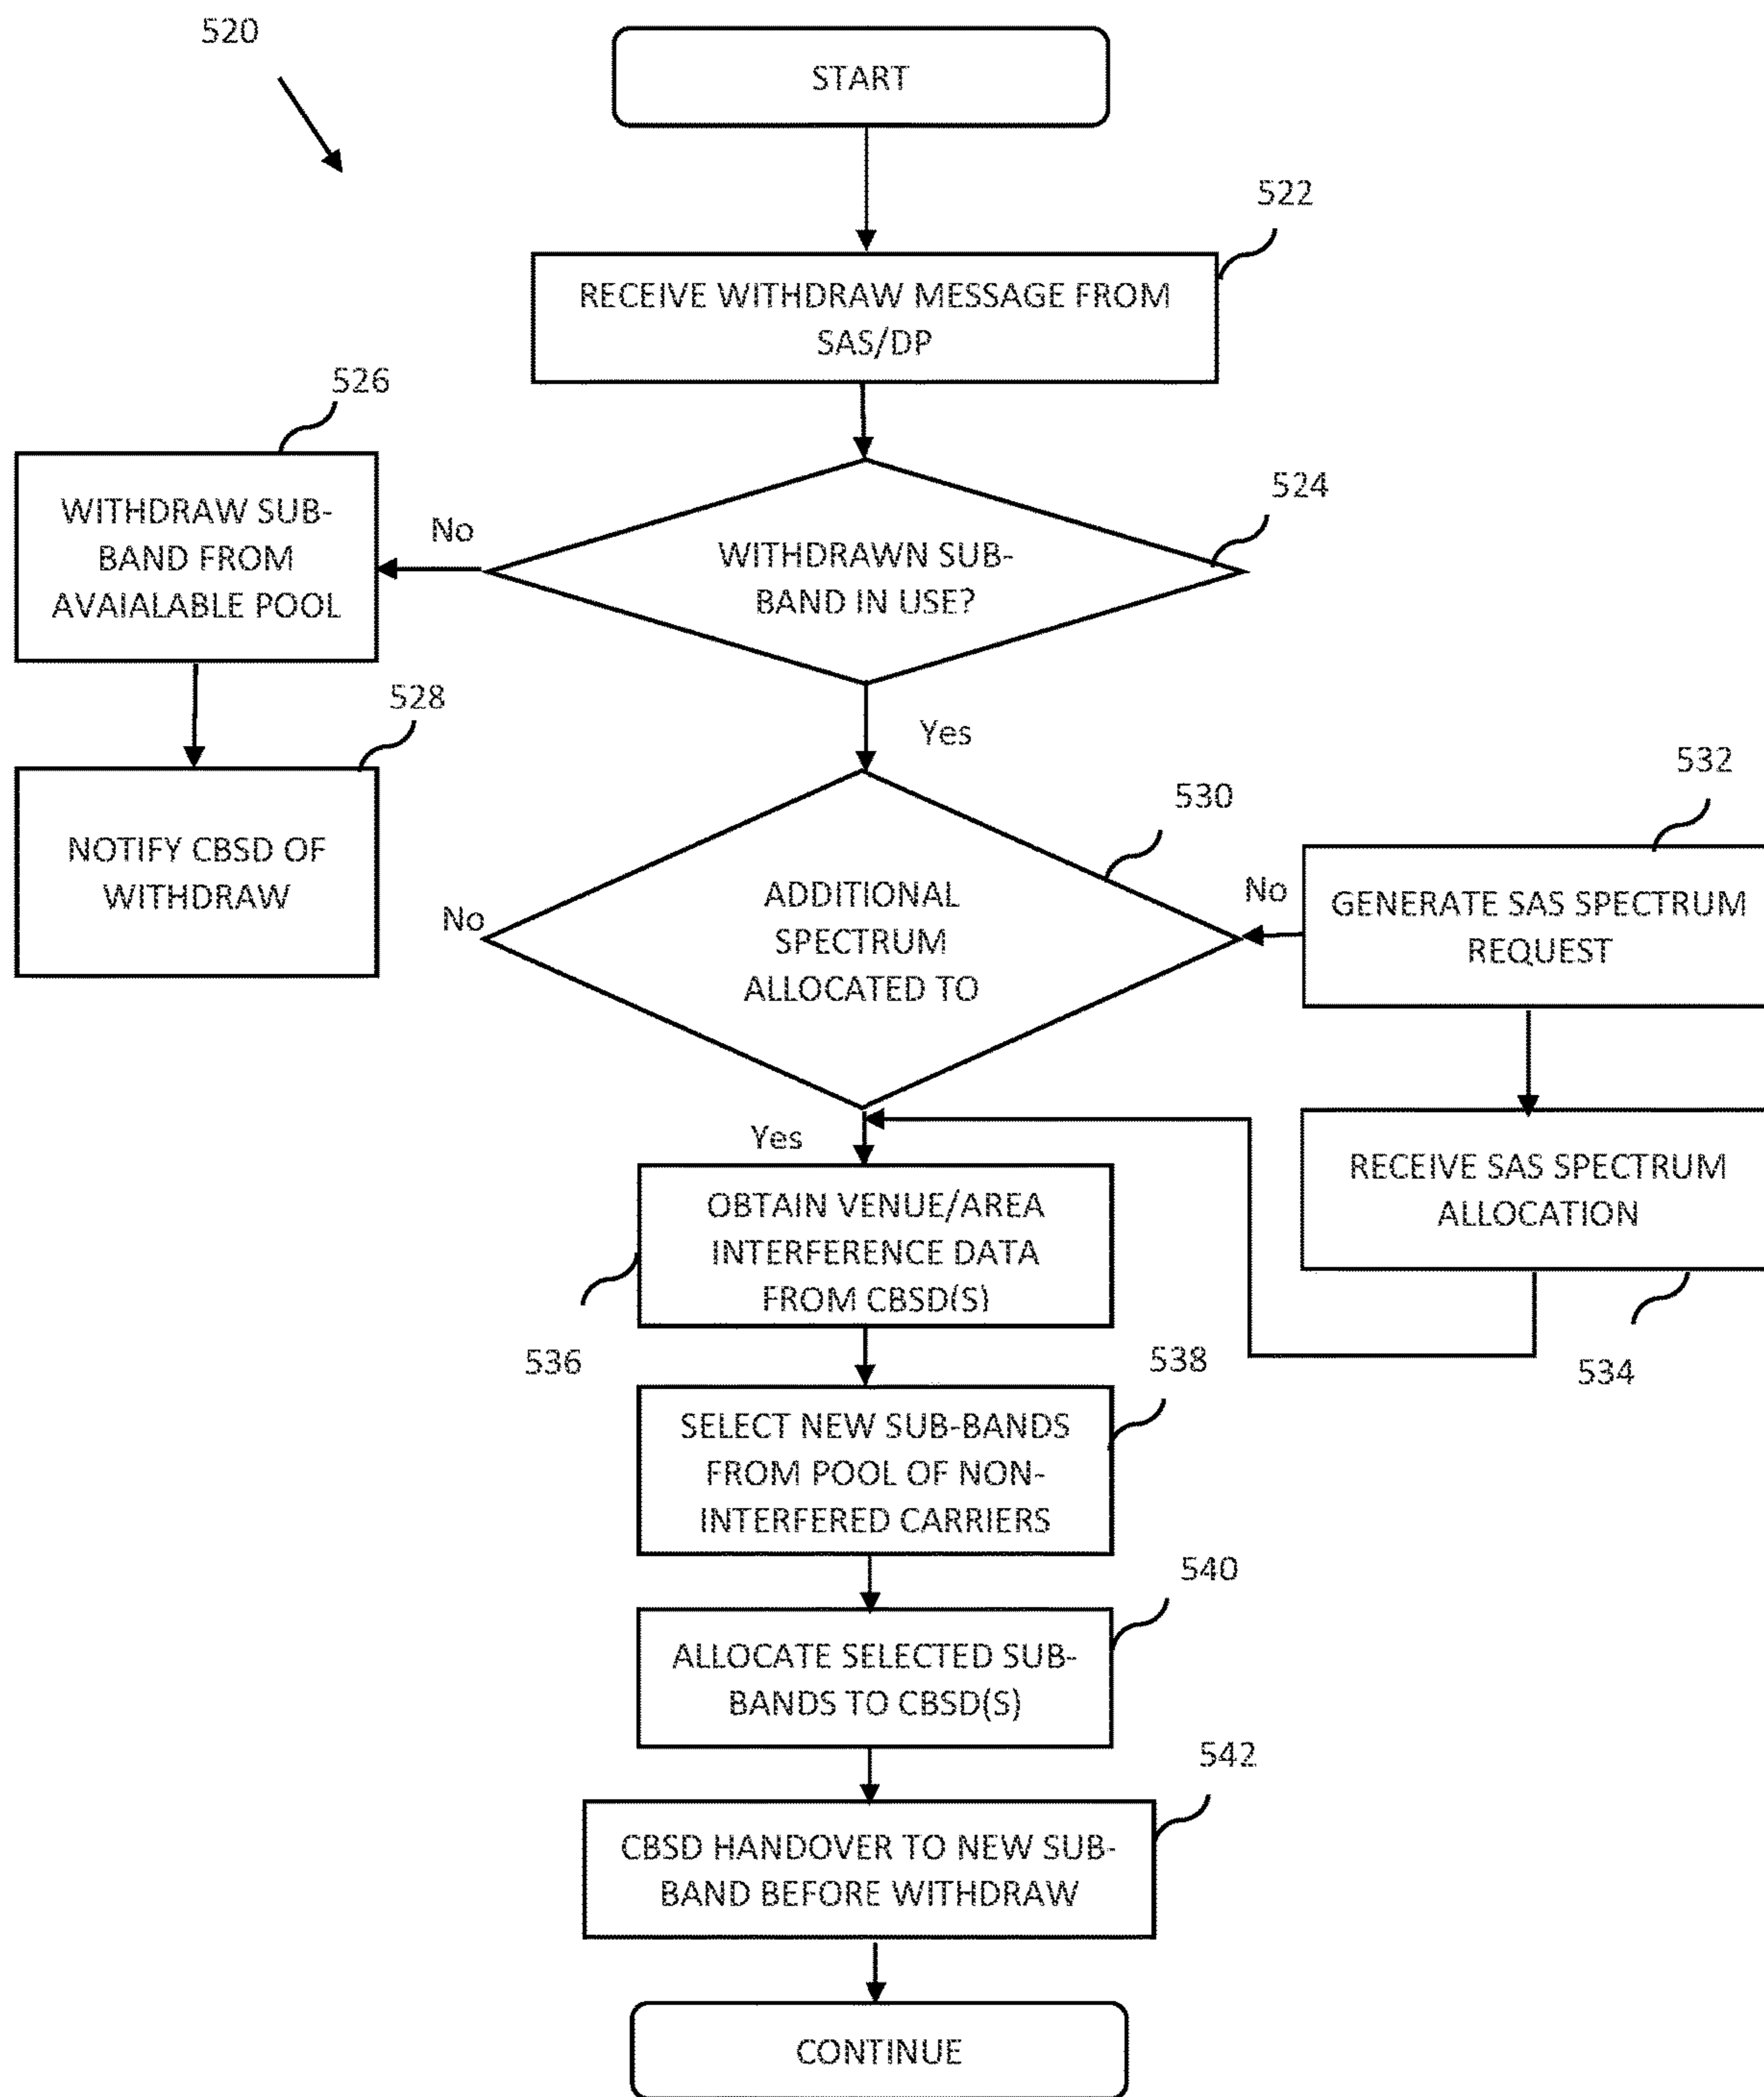 520
START
522
RECEIVE WITHDRAW MESSAGE FROM
SAS/DP
526
524
WITHDRAW SUB-
BAND FROM
AVAIALABLE POOL
No
WITHDRAWN SUB-
BAND IN USE?
528
Yes
532
530
NOTIFY CBSD OF
WITHDRAW
No
ADDITIONAL
SPECTRUM
ALLOCATED TO
No
GENERATE SAS SPECTRUM
REQUEST
Yes
RECEIVE SAS SPECTRUM
ALLOCATION
OBTAIN VENUE/AREA
INTERFERENCE DATA
FROM CBSD(S)
536
538
534
SELECT NEW SUB-BANDS
FROM POOL OF NON-
INTERFERED CARRIERS
540
ALLOCATE SELECTED SUB-
BANDS TO CBSD(S)
542
CBSD HANDOVER TO NEW SUB-
BAND BEFORE WITHDRAW
CONTINUE